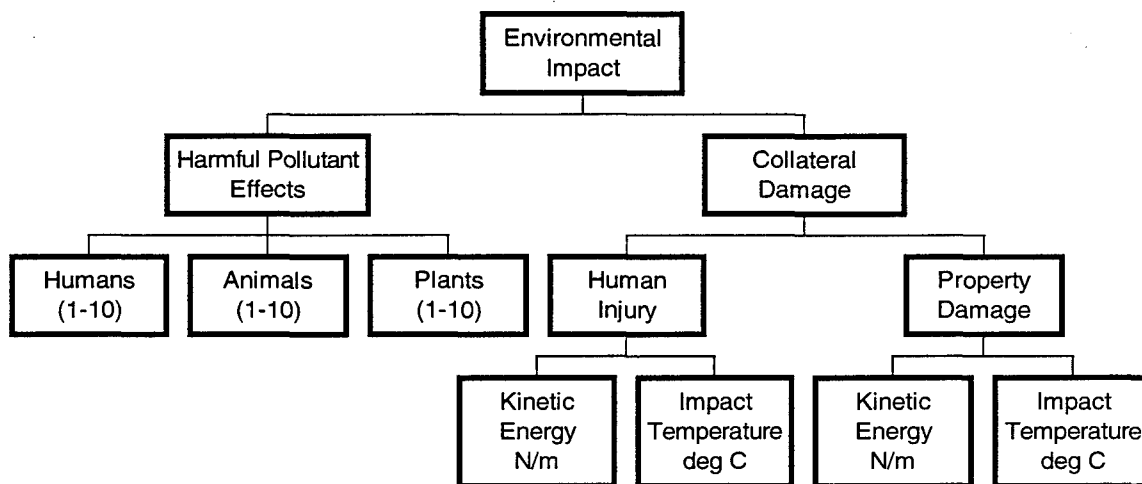 Environmental
Impact
Harmful Pollutant
Effects
Collateral
Damage
Humans
(1-10)
Animals
(1-10)
Plants
(1-10)
Human
Injury
Property
Damage
Kinetic
Energy
N/m
Impact
Temperature
deg C
Kinetic
Energy
N/m
Impact
Temperature
deg C